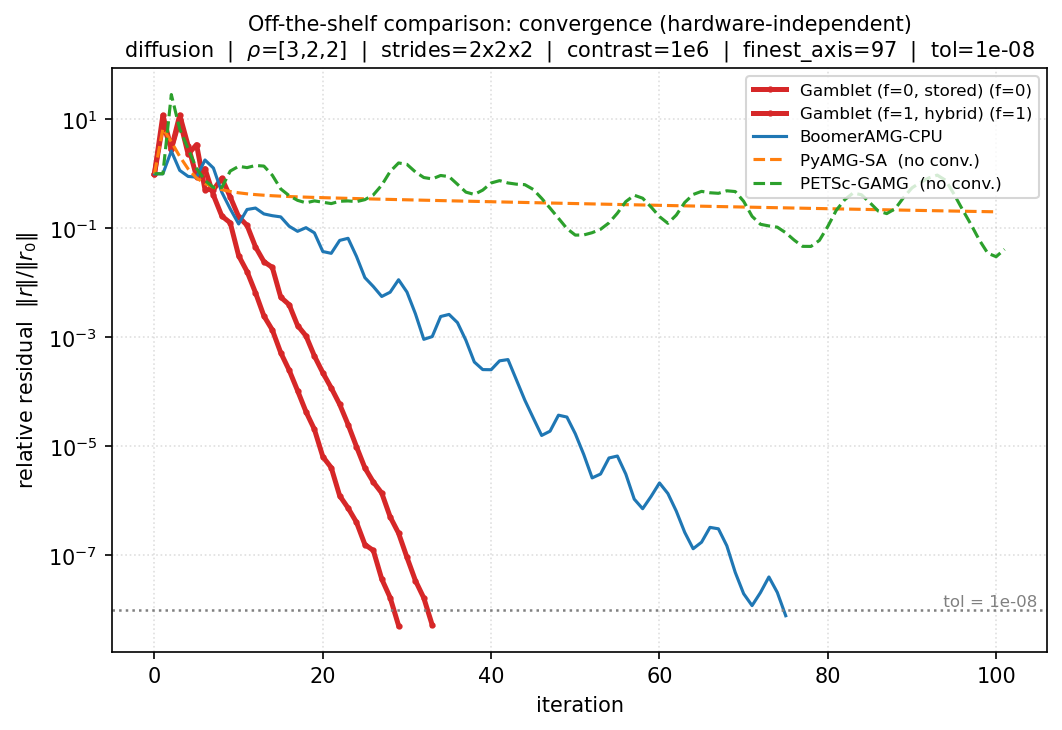 Off-the-shelf comparison: convergence (hardware-independent)
diffusion | ρ=[3,2,2] | strides=2x2x2 | contrast=1e6 | finest_axis=97 | tol=1e-08
Gamblet (f=0, stored) (f=0)
Gamblet (f=1, hybrid) (f=1)
BoomerAMG-CPU
PyAMG-SA (no conv.)
PETSc-GAMG (no conv.)
relative residual ‖r‖/‖r₀‖
10¹
10⁻¹
10⁻³
10⁻⁵
10⁻⁷
tol = 1e-08
0 20 40 60 80 100
iteration